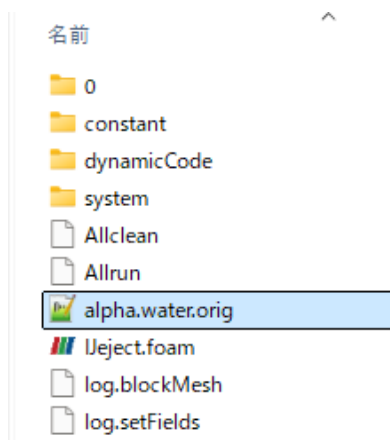 名前
0
constant
dynamicCode
system
Allclean
Allrun
alpha.water.orig
IJeject.foam
log.blockMesh
log.setFields